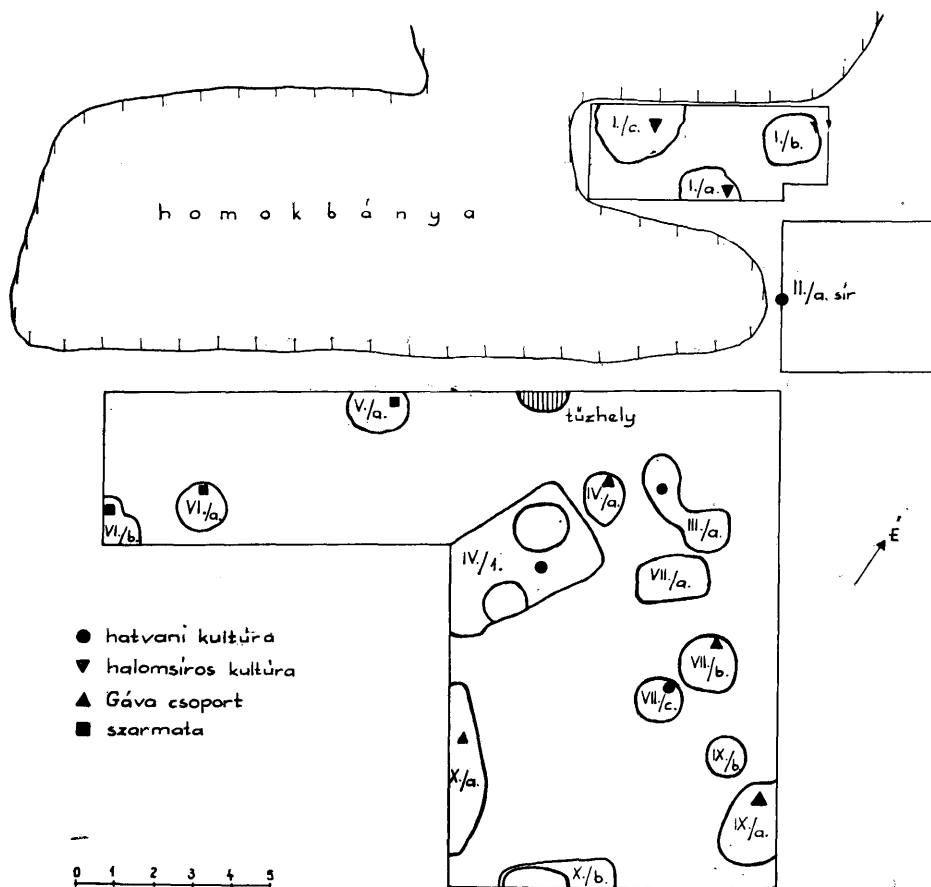 I./c.
I./b.
I./a.
homokbánya
II./a. sír
V./a.
tűzhely
VI./a.
VI./b.
IV./a.
III./a.
IV./1.
VII./a.
É
hatvani kultúra
halomsíros kultúra
Gáva csoport
szarmata
VII./b.
VII./c.
IX./b.
X./a.
IX./a.
X./b.
0 1 2 3 4 5